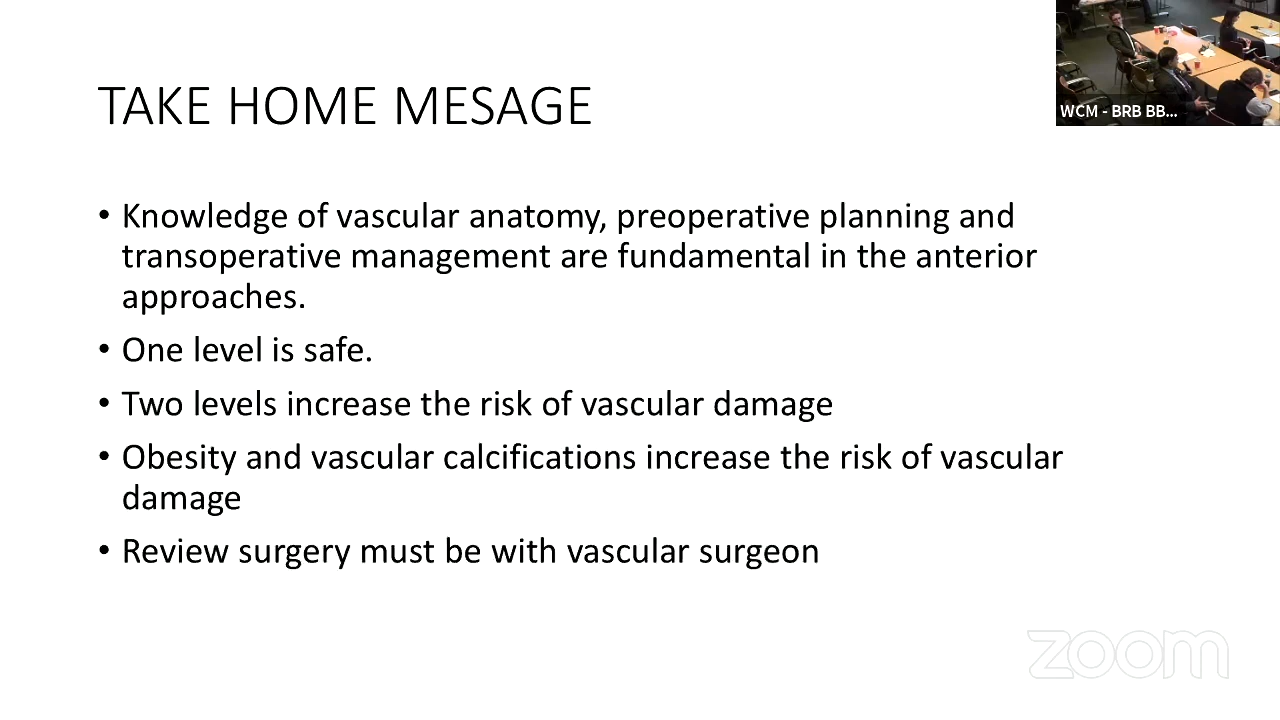 TAKE HOME MESAGE
• Knowledge of vascular anatomy, preoperative planning and
transoperative management are fundamental in the anterior
approaches.
• One level is safe.
• Two levels increase the risk of vascular damage
• Obesity and vascular calcifications increase the risk of vascular
damage
• Review surgery must be with vascular surgeon
WCM - BRB BB...
zoom